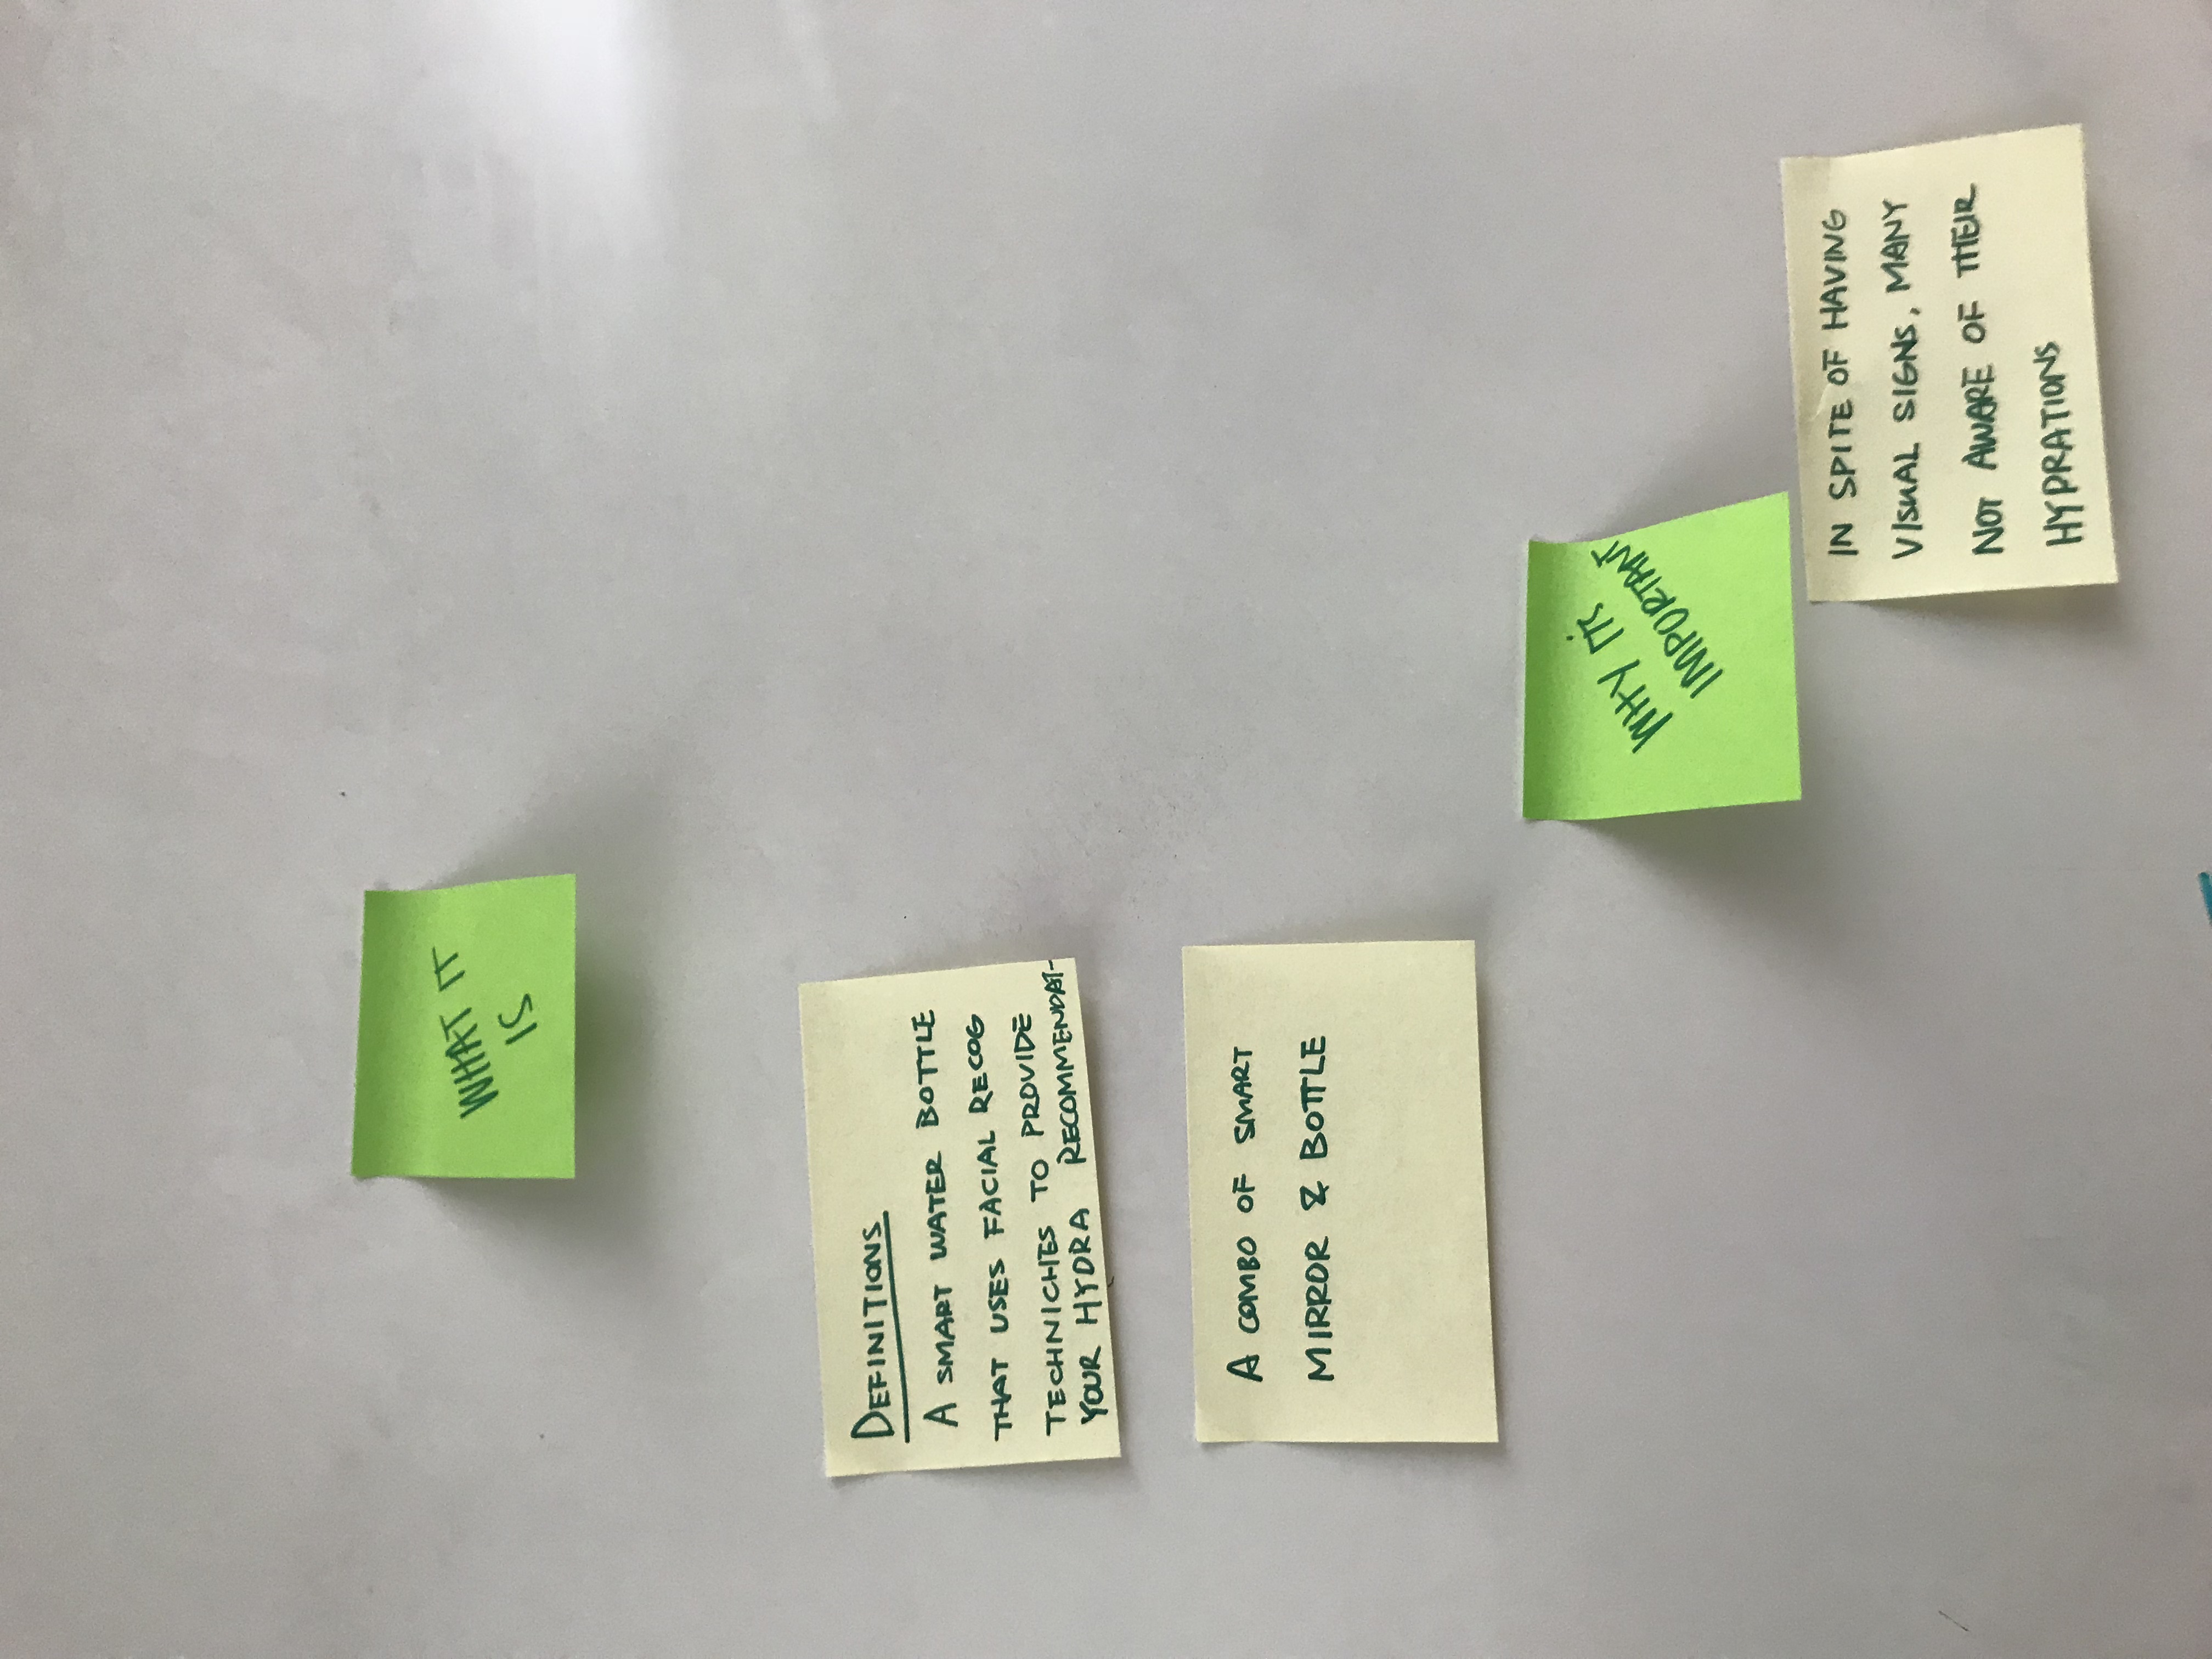 WHAT IT
IS
DEFINITIONS
A SMART WATER BOTTLE
THAT USES FACIAL RECOG
TECHNICHES TO PROVIDE
YOUR HYDRA RECOMMENDAT-
A COMBO OF SMART
MIRROR & BOTTLE
WHY IT'S
IMPORTANT
IN SPITE OF HAVING
VISUAL SIGNS, MANY
NOT AWARE OF THEIR
HYDRATIONS